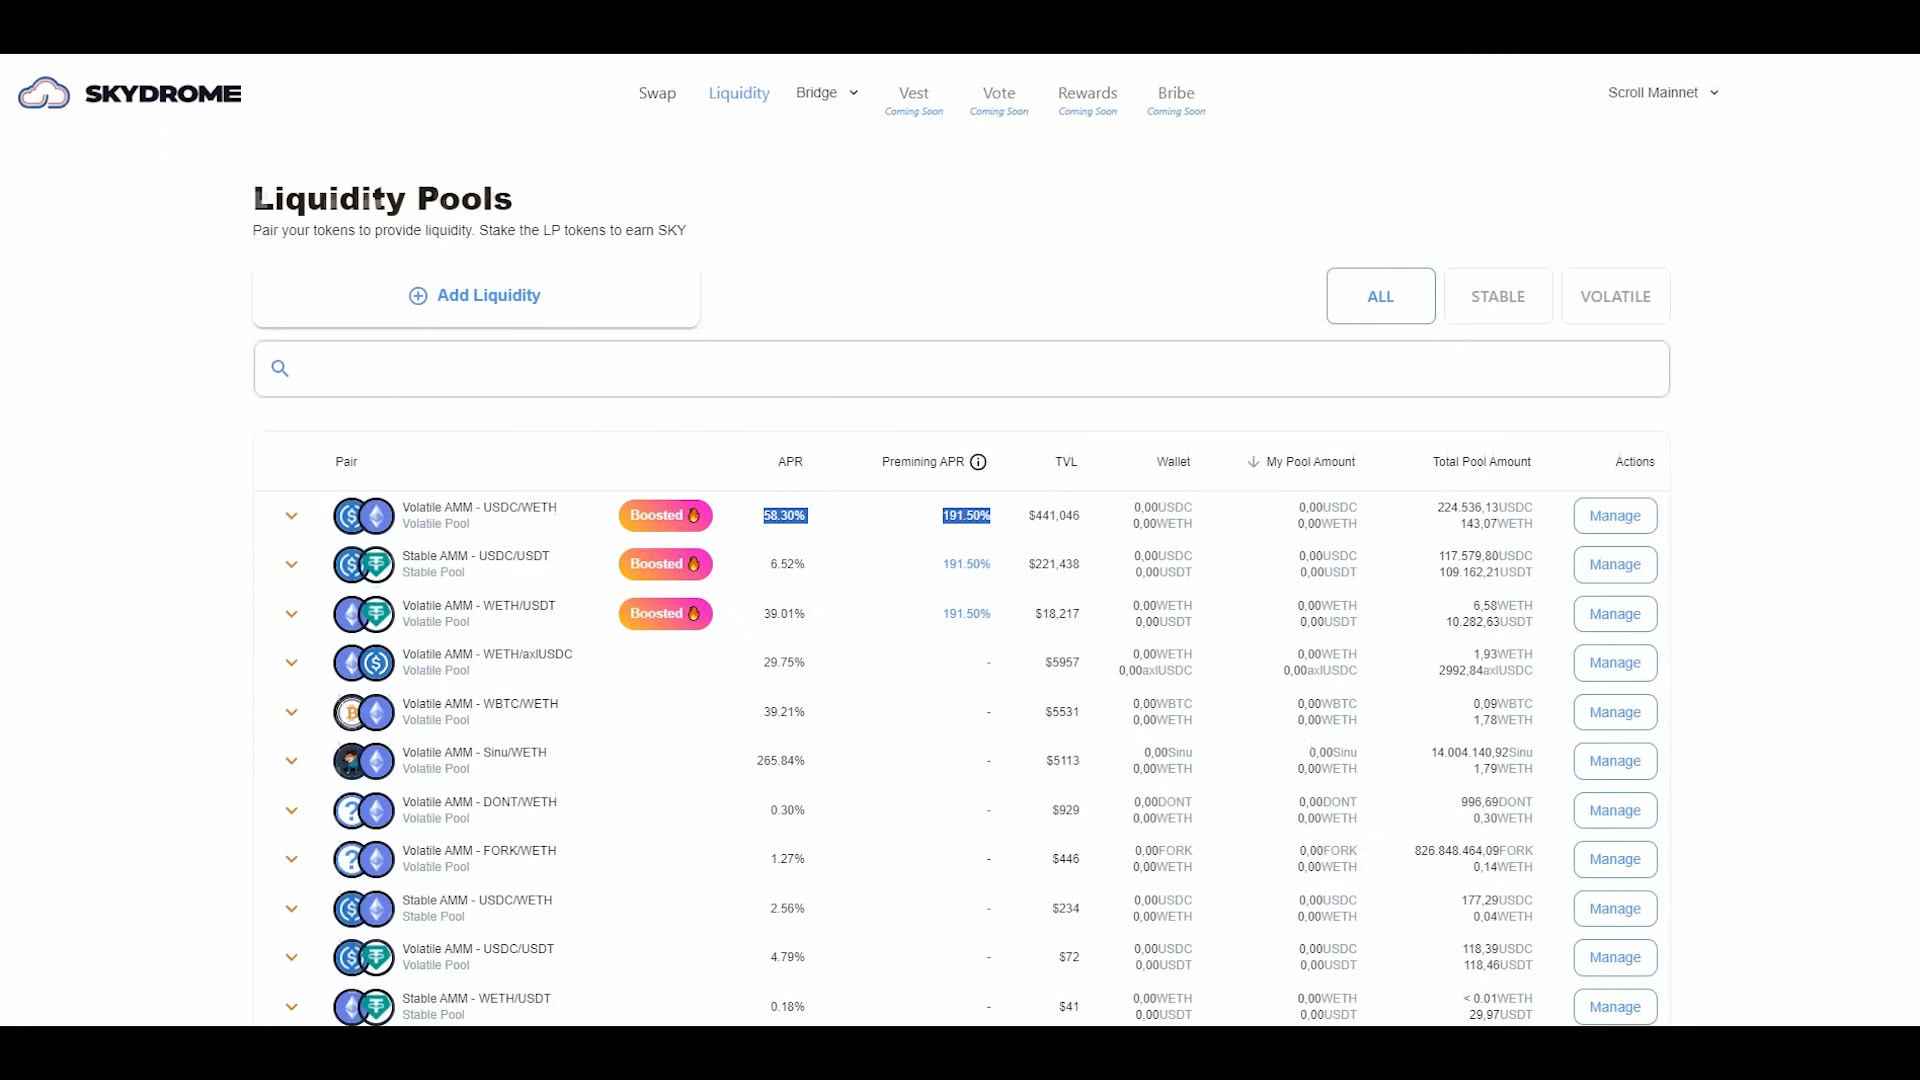 SKYDROME
Swap
Liquidity
Bridge
Vest
Coming Soon
Vote
Coming Soon
Rewards
Coming Soon
Bribe
Coming Soon
Scroll Mainnet
Liquidity Pools
Pair your tokens to provide liquidity. Stake the LP tokens to earn SKY
Add Liquidity
ALL
STABLE
VOLATILE
Pair APR Premining APR TVL Wallet My Pool Amount Total Pool Amount Actions
Volatile AMM - USDC/WETH 0,00USDC 0,00USDC 224.536,13USDC
Boosted 58.30% 191.50% $441,046 Manage
Volatile Pool 0,00WETH 0,00WETH 143,07WETH
Stable AMM - USDC/USDT 0,00USDC 0,00USDC 117.579,80USDC
Boosted 6.52% 191.50% $221,438 Manage
Stable Pool 0,00USDT 0,00USDT 109.162,21USDT
Volatile AMM - WETH/USDT 0,00WETH 0,00WETH 6,58WETH
Boosted 39.01% 191.50% $18,217 Manage
Volatile Pool 0,00USDT 0,00USDT 10.282,63USDT
Volatile AMM - WETH/axlUSDC 0,00WETH 0,00WETH 1,93WETH
29.75% - $5957 Manage
Volatile Pool 0,00axlUSDC 0,00axlUSDC 2992,84axlUSDC
Volatile AMM - WBTC/WETH 0,00WBTC 0,00WBTC 0,09WBTC
39.21% - $5531 Manage
Volatile Pool 0,00WETH 0,00WETH 1,78WETH
Volatile AMM - Sinu/WETH 0,00Sinu 0,00Sinu 14.004.140,92Sinu
265.84% - $5113 Manage
Volatile Pool 0,00WETH 0,00WETH 1,79WETH
Volatile AMM - DONT/WETH 0,00DONT 0,00DONT 996,69DONT
0.30% - $929 Manage
Volatile Pool 0,00WETH 0,00WETH 0,30WETH
Volatile AMM - FORK/WETH 0,00FORK 0,00FORK 826.848.464,09FORK
1.27% - $446 Manage
Volatile Pool 0,00WETH 0,00WETH 0,14WETH
Stable AMM - USDC/WETH 0,00USDC 0,00USDC 177,29USDC
2.56% - $234 Manage
Stable Pool 0,00WETH 0,00WETH 0,04WETH
Volatile AMM - USDC/USDT 0,00USDC 0,00USDC 118,39USDC
4.79% - $72 Manage
Volatile Pool 0,00USDT 0,00USDT 118,46USDT
Stable AMM - WETH/USDT 0,00WETH 0,00WETH < 0.01WETH
0.18% - $41 Manage
Stable Pool 0,00USDT 0,00USDT 29,97USDT